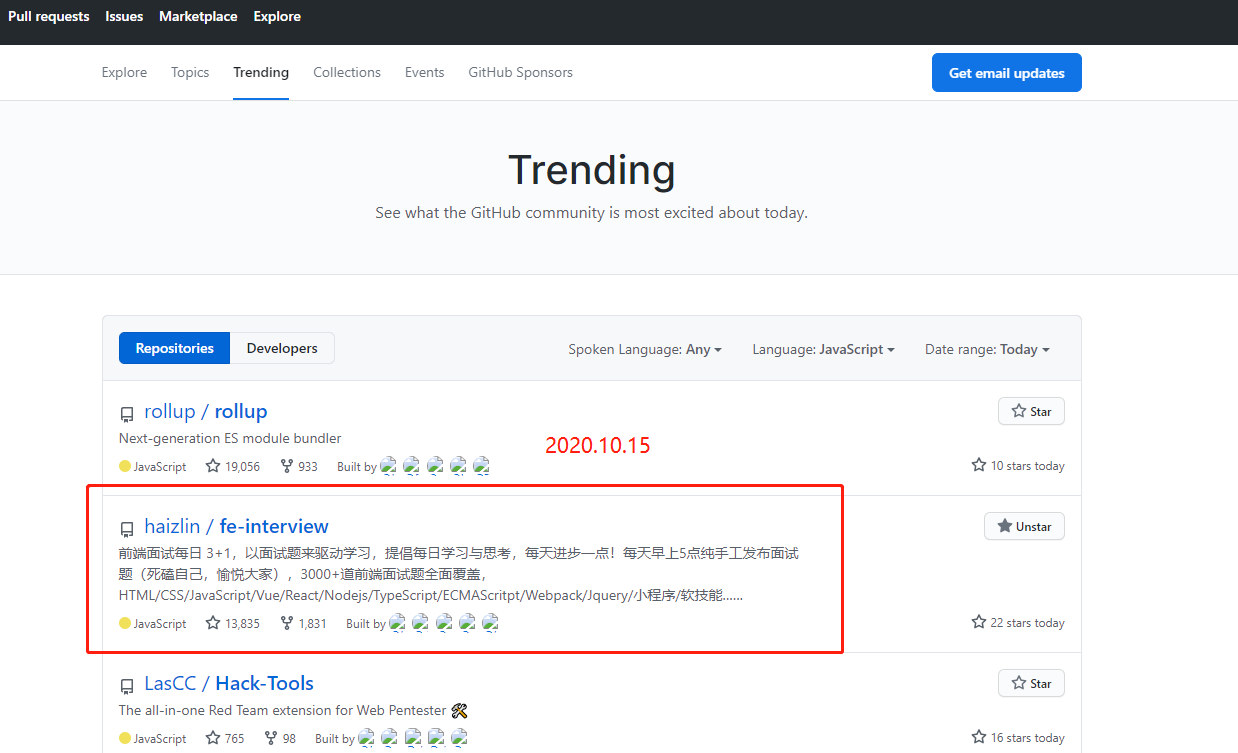 Pull requests Issues Marketplace Explore
Explore Topics Trending Collections Events GitHub Sponsors Get email updates
Trending
See what the GitHub community is most excited about today.
Repositories Developers Spoken Language: Any Language: JavaScript Date range: Today
rollup / rollup Star
Next-generation ES module bundler
2020.10.15
JavaScript 19,056 933 Built by 10 stars today
haizlin / fe-interview Unstar
前端面试每日 3+1，以面试题来驱动学习，提倡每日学习与思考，每天进步一点！每天早上5点纯手工发布面试
题（死磕自己，愉悦大家），3000+道前端面试题全面覆盖，
HTML/CSS/JavaScript/Vue/React/Nodejs/TypeScript/ECMAScritpt/Webpack/Jquery/小程序/软技能……
JavaScript 13,835 1,831 Built by 22 stars today
LasCC / Hack-Tools Star
The all-in-one Red Team extension for Web Pentester 🛠
JavaScript 765 98 Built by 16 stars today